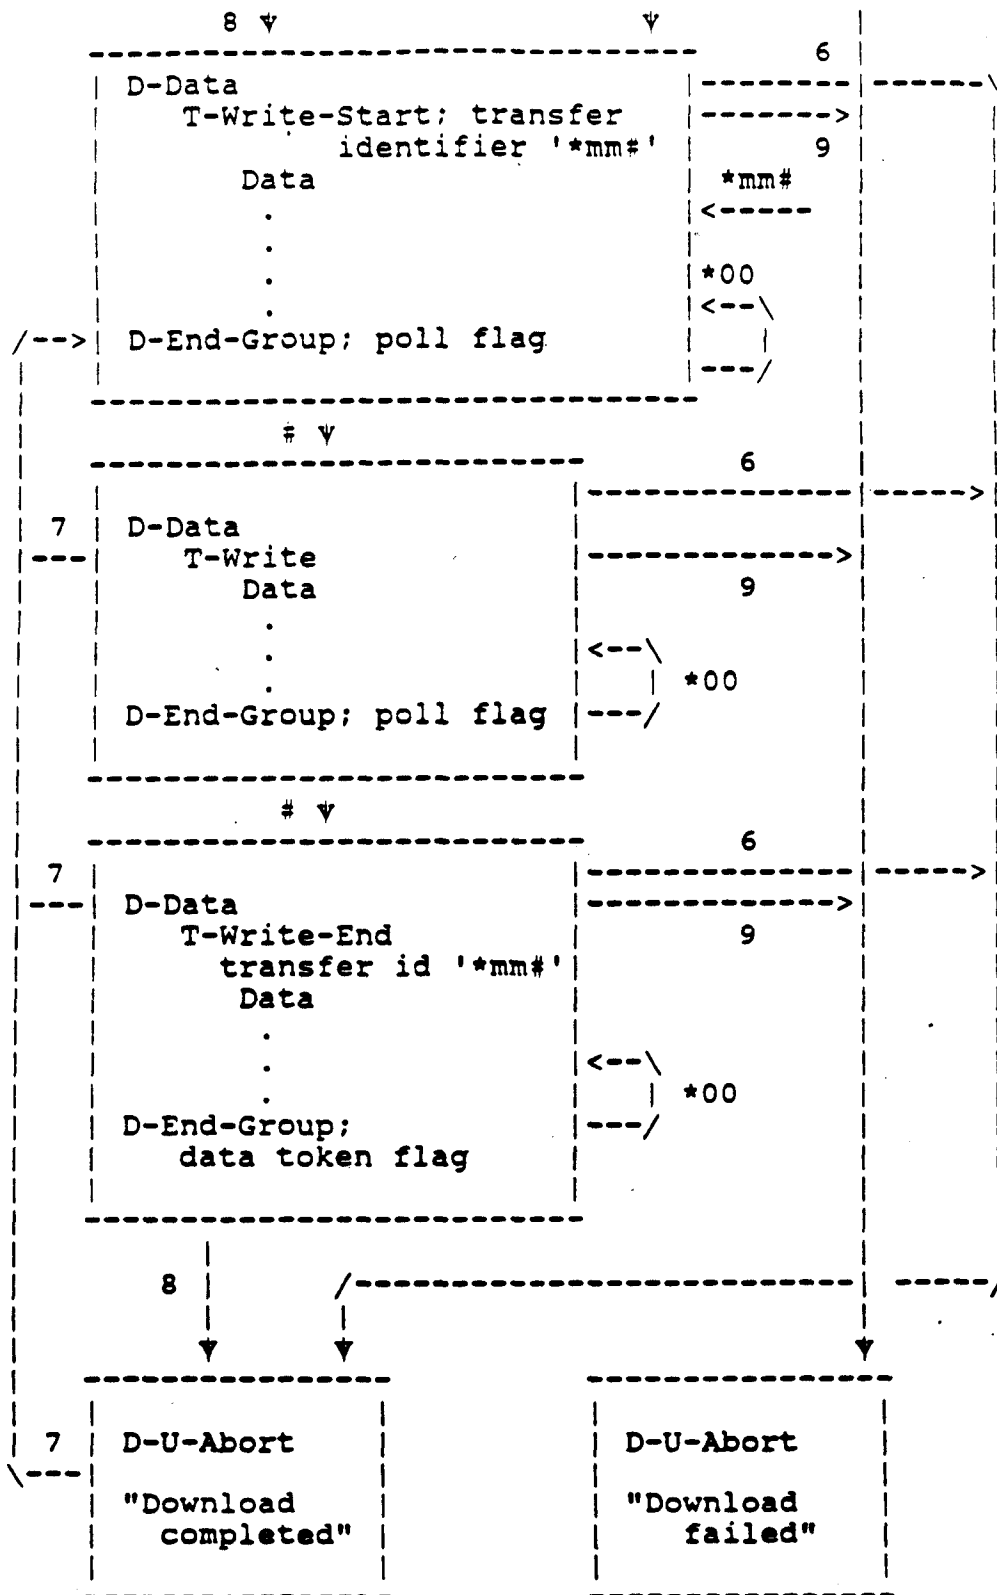 8
6
D-Data
T-Write-Start; transfer
identifier '*mm#'
9
Data
*mm#
.
.
.
*00
.
D-End-Group; poll flag
#
6
7
D-Data
T-Write
Data
9
.
.
*00
.
D-End-Group; poll flag
#
6
7
D-Data
T-Write-End
9
transfer id '*mm#'
Data
.
.
*00
.
D-End-Group;
data token flag
8
7
D-U-Abort
"Download
completed"
D-U-Abort
"Download
failed"